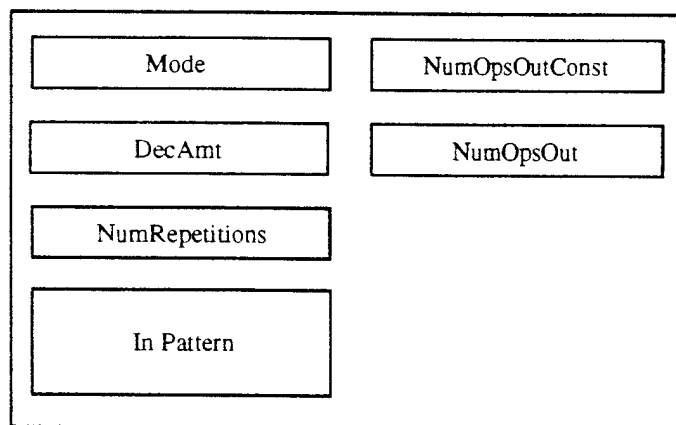 Mode
NumOpsOutConst
DecAmt
NumOpsOut
NumRepetitions
In Pattern